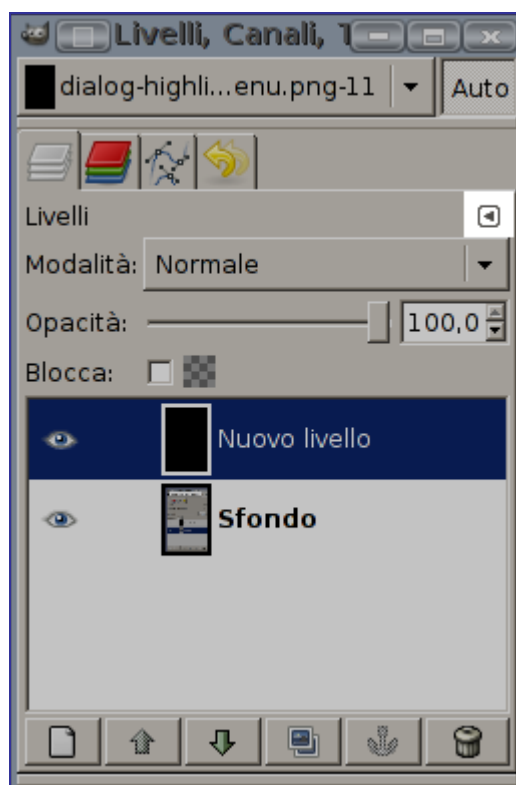 Livelli, Canali, T
dialog-highli...enu.png-11
Auto
Livelli
Modalità: Normale
Opacità: 100,0
Blocca:
Nuovo livello
Sfondo